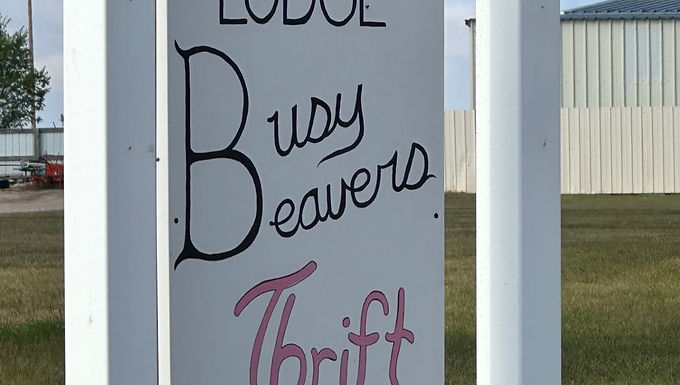 LODGE
Busy
Beavers
Thrift